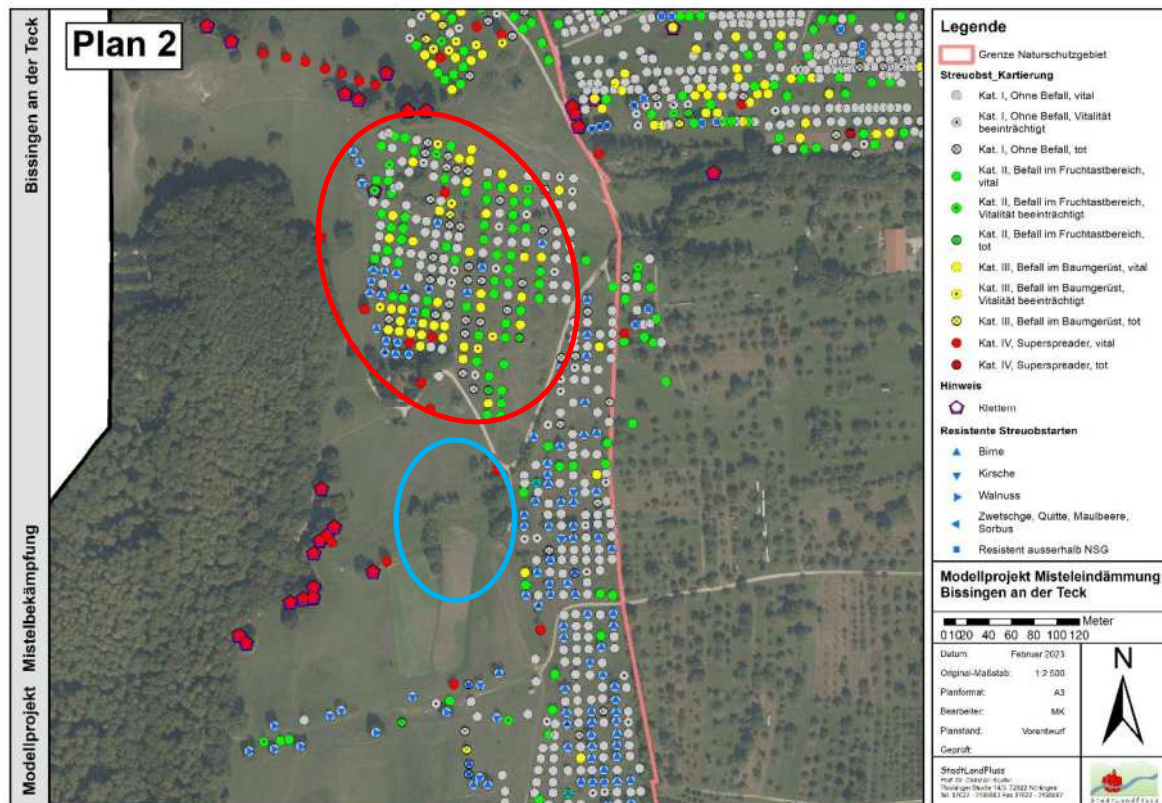 Bissingen an der Teck
Modellprojekt Mistelbekämpfung
Plan 2
Legende
Grenze Naturschutzgebiet
Streuobst_Kartierung
Kat. I, Ohne Befall, vital
Kat. I, Ohne Befall, Vitalität
beeinträchtigt
Kat. I, Ohne Befall, tot
Kat. II, Befall im Fruchtastbereich,
vital
Kat. II, Befall im Fruchtastbereich,
Vitalität beeinträchtigt
Kat. II, Befall im Fruchtastbereich,
tot
Kat. III, Befall im Baumgerüst, vital
Kat. III, Befall im Baumgerüst,
Vitalität beeinträchtigt
Kat. III, Befall im Baumgerüst, tot
Kat. IV, Superspreader, vital
Kat. IV, Superspreader, tot
Hinweis
Klettern
Resistente Streuobstarten
Birne
Kirsche
Walnuss
Zwetschge, Quitte, Maulbeere,
Sorbus
Resistent ausserhalb NSG
Modellprojekt Misteleindämmung
Bissingen an der Teck
Meter
0 10 20 40 60 80 100 120
Datum Februar 2023
Original-Maßstab: 1:2 500
Planformat: A3
Bearbeiter: MK
Planstand: Vorentwurf
Geprüft:
N
StadtLandFluss